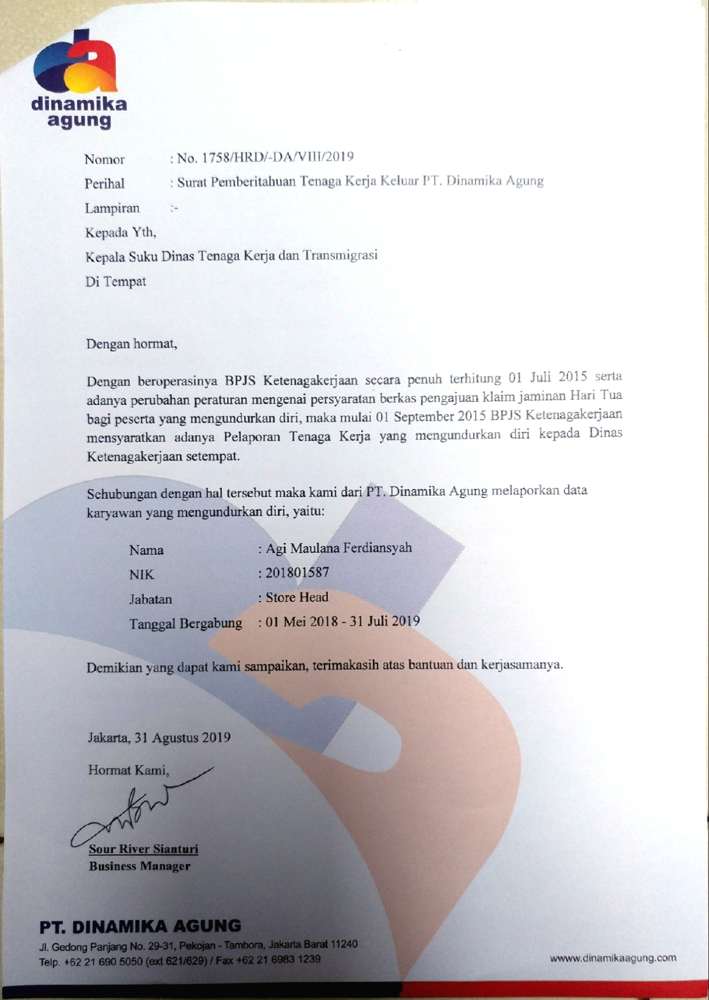 dinamika
agung
Nomor : No. 1758/HRD/-DA/VIII/2019
Perihal : Surat Pemberitahuan Tenaga Kerja Keluar PT. Dinamika Agung
Lampiran :-
Kepada Yth,
Kepala Suku Dinas Tenaga Kerja dan Transmigrasi
Di Tempat
Dengan hormat,
Dengan beroperasinya BPJS Ketenagakerjaan secara penuh terhitung 01 Juli 2015 serta
adanya perubahan peraturan mengenai persyaratan berkas pengajuan klaim jaminan Hari Tua
bagi peserta yang mengundurkan diri, maka mulai 01 September 2015 BPJS Ketenagakerjaan
mensyaratkan adanya Pelaporan Tenaga Kerja yang mengundurkan diri kepada Dinas
Ketenagakerjaan setempat.
Sehubungan dengan hal tersebut maka kami dari PT. Dinamika Agung melaporkan data
karyawan yang mengundurkan diri, yaitu:
Nama : Agi Maulana Ferdiansyah
NIK : 201801587
Jabatan : Store Head
Tanggal Bergabung : 01 Mei 2018 - 31 Juli 2019
Demikian yang dapat kami sampaikan, terimakasih atas bantuan dan kerjasamanya.
Jakarta, 31 Agustus 2019
Hormat Kami,
Sour River Sianturi
Business Manager
PT. DINAMIKA AGUNG
Jl. Gedong Panjang No. 29-31, Pekojan - Tambora, Jakarta Barat 11240
Telp. +62 21 690 5050 (ext 621/629) / Fax +62 21 6983 1239
wwww.dinamikaagung.com